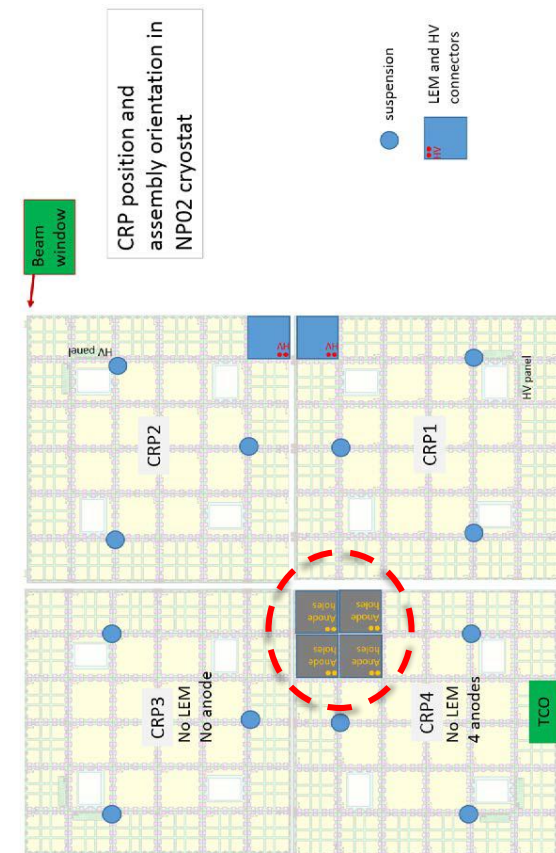 CRP position and
assembly orientation in
NP02 cryostat
Beam
window
suspension
LEM and HV
connectors
HV
HV panel
CRP2
HV
HV
CRP1
HV panel
CRP3
No LEM
No anode
Anode
holes
Anode
holes
Anode
holes
Anode
holes
CRP4
No LEM
4 anodes
TCO